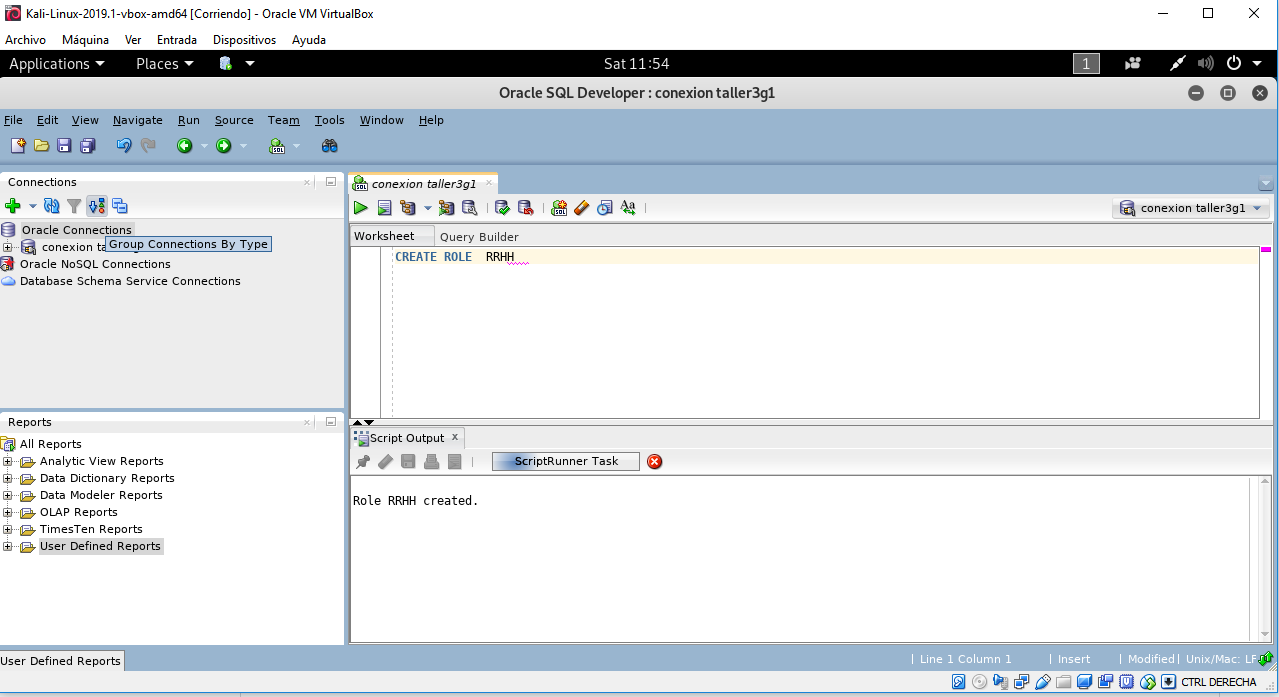 Kali-Linux-2019.1-vbox-amd64 [Corriendo] - Oracle VM VirtualBox
Archivo Máquina Ver Entrada Dispositivos Ayuda
Applications Places Sat 11:54 1
Oracle SQL Developer : conexion taller3g1
File Edit View Navigate Run Source Team Tools Window Help
Connections
Oracle Connections
conexion ta
Group Connections By Type
Oracle NoSQL Connections
Database Schema Service Connections
Reports
All Reports
Analytic View Reports
Data Dictionary Reports
Data Modeler Reports
OLAP Reports
TimesTen Reports
User Defined Reports
conexion taller3g1
conexion taller3g1
Worksheet Query Builder
CREATE ROLE  RRHH
Script Output x
ScriptRunner Task
Role RRHH created.
User Defined Reports
| Line 1 Column 1 | Insert | Modified | Unix/Mac: LF
CTRL DERECHA